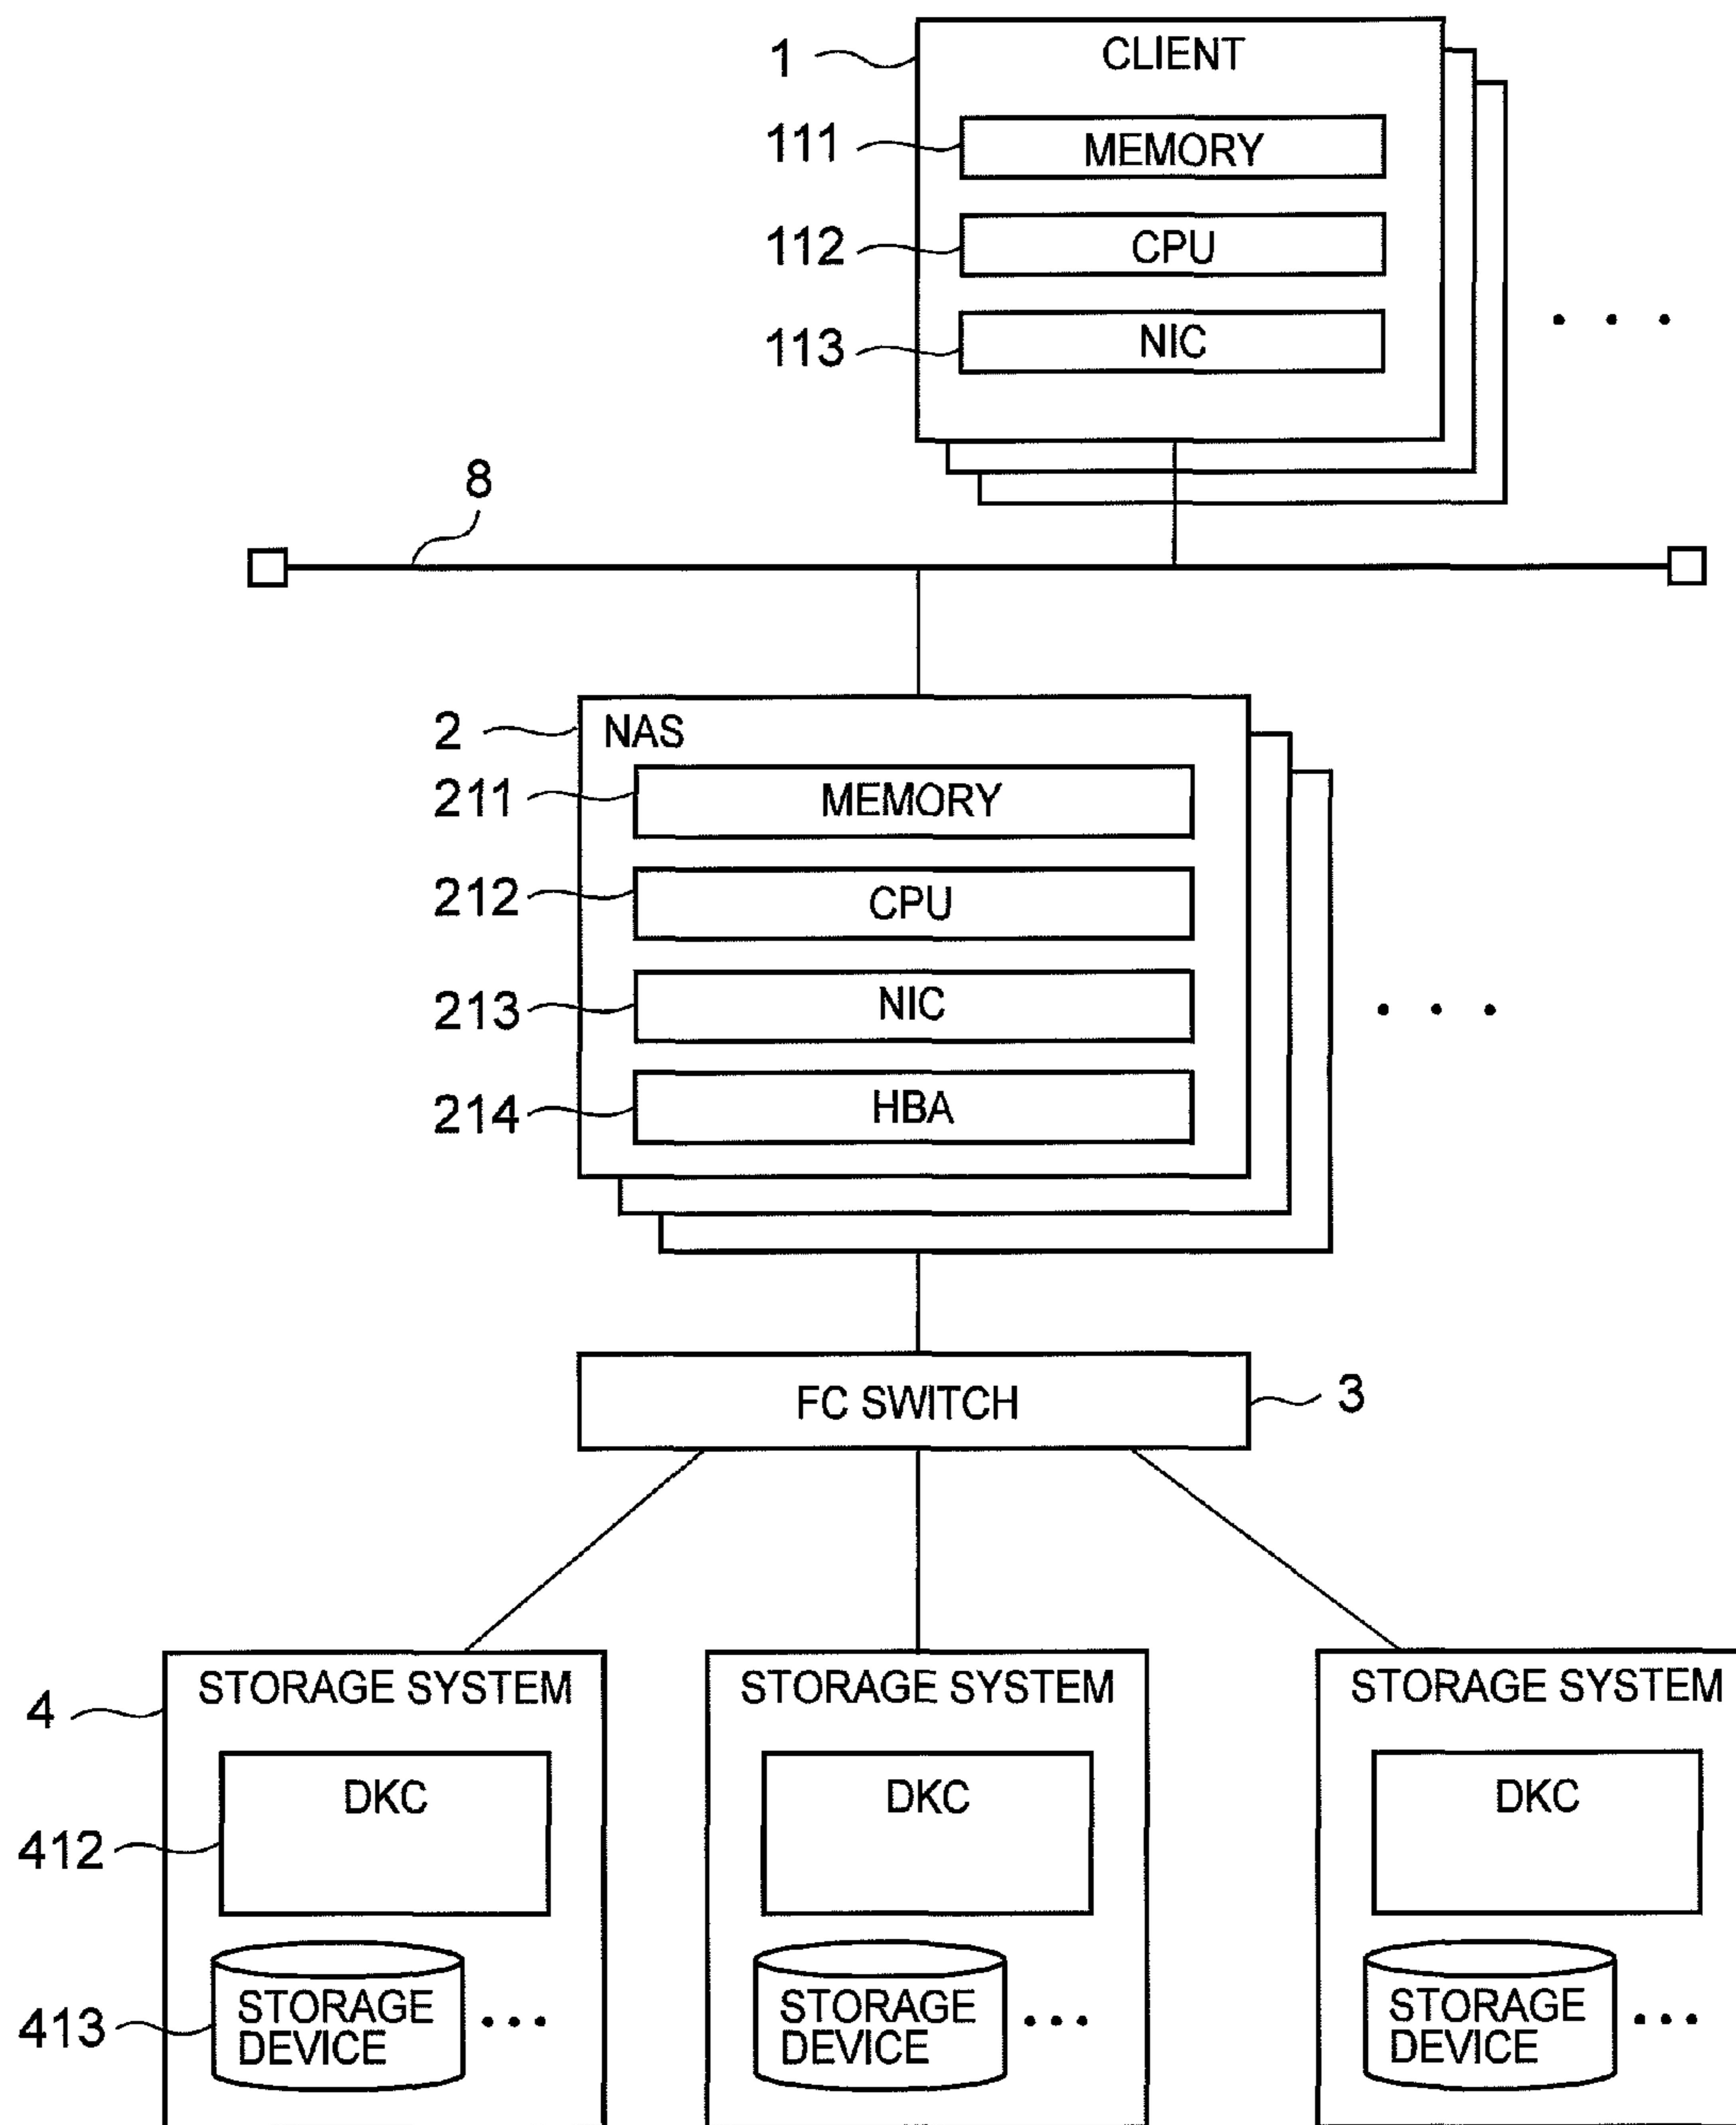 1 CLIENT
111 MEMORY
112 CPU
113 NIC
. . .
8
2 NAS
211 MEMORY
212 CPU
213 NIC
. . .
214 HBA
FC SWITCH 3
4 STORAGE SYSTEM STORAGE SYSTEM STORAGE SYSTEM
DKC DKC DKC
412
413 STORAGE ... STORAGE ... STORAGE ...
DEVICE DEVICE DEVICE